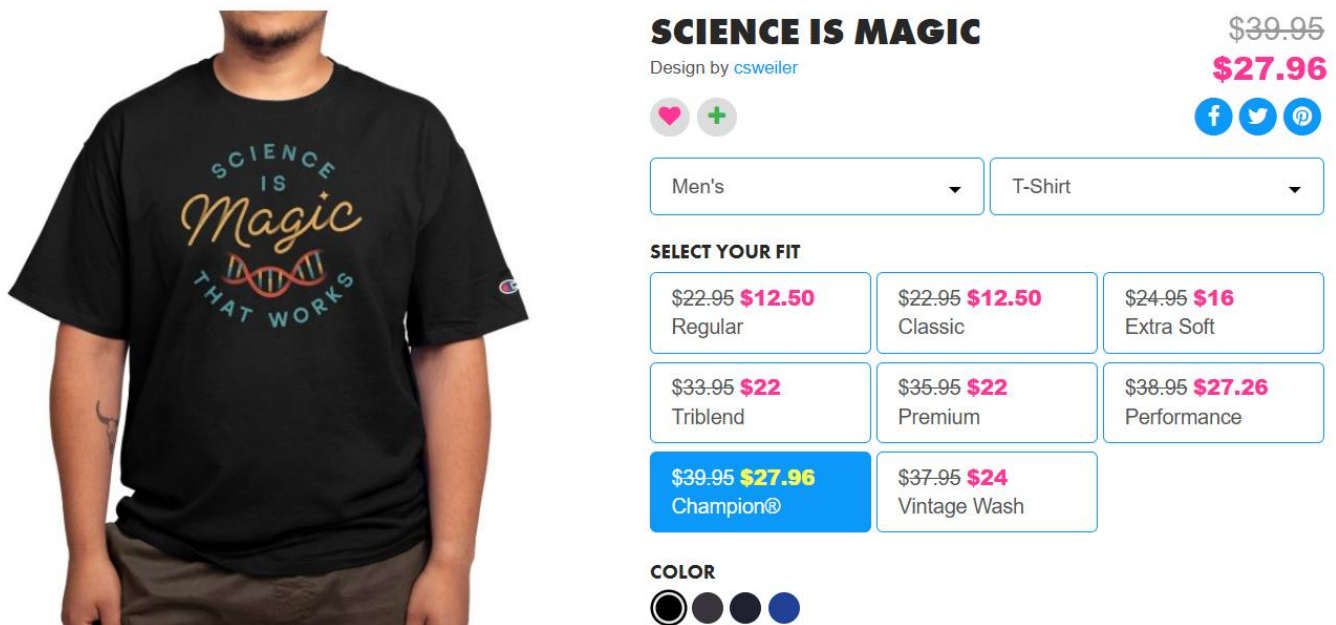 SCIENCE
IS
Magic
THAT WORKS
SCIENCE IS MAGIC
$39.95
Design by csweiler
$27.96
Men's
T-Shirt
SELECT YOUR FIT
$22.95 $12.50
Regular
$22.95 $12.50
Classic
$24.95 $16
Extra Soft
$33.95 $22
Triblend
$35.95 $22
Premium
$38.95 $27.26
Performance
$39.95 $27.96
Champion®
$37.95 $24
Vintage Wash
COLOR